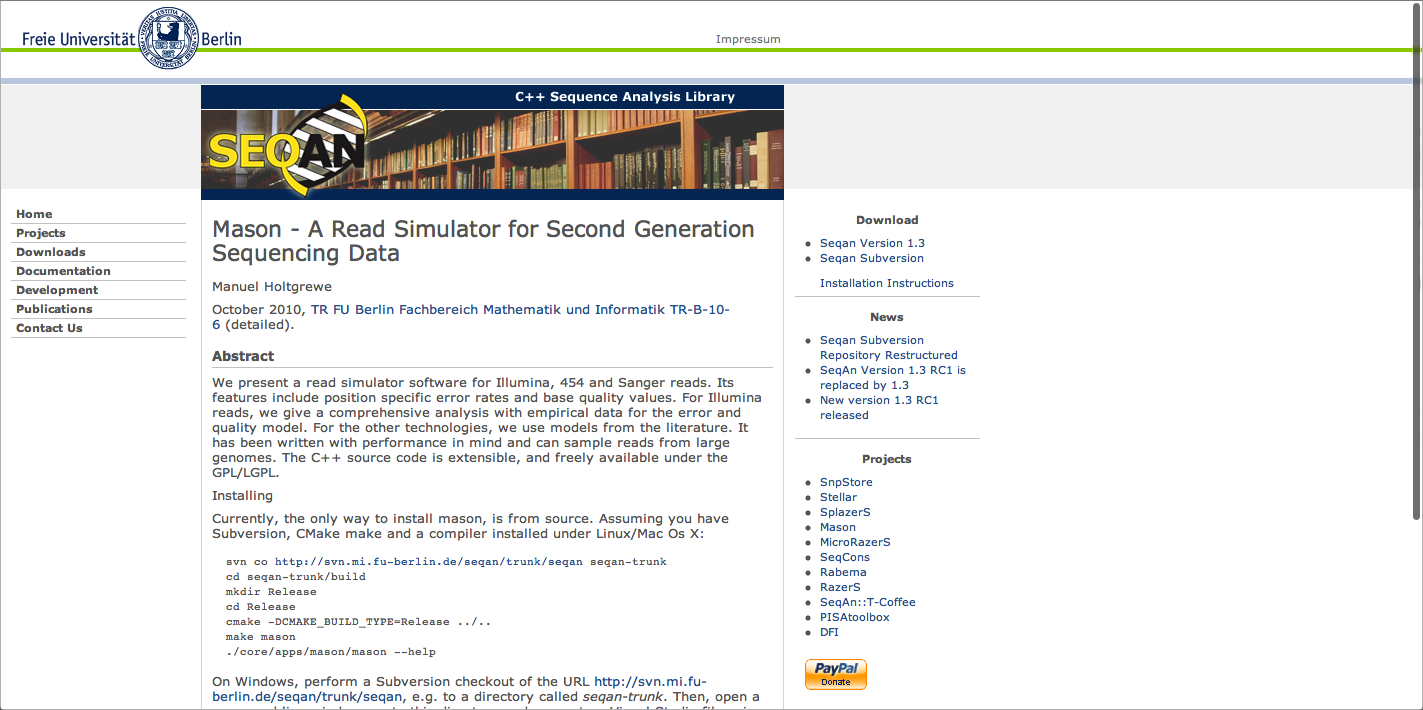 Freie Universität Berlin
Impressum
C++ Sequence Analysis Library
SEQAN
Home
Projects
Downloads
Documentation
Development
Publications
Contact Us
Mason - A Read Simulator for Second Generation
Sequencing Data
Manuel Holtgrewe
October 2010, TR FU Berlin Fachbereich Mathematik und Informatik TR-B-10-
6 (detailed).
Abstract
We present a read simulator software for Illumina, 454 and Sanger reads. Its
features include position specific error rates and base quality values. For Illumina
reads, we give a comprehensive analysis with empirical data for the error and
quality model. For the other technologies, we use models from the literature. It
has been written with performance in mind and can sample reads from large
genomes. The C++ source code is extensible, and freely available under the
GPL/LGPL.
Installing
Currently, the only way to install mason, is from source. Assuming you have
Subversion, CMake make and a compiler installed under Linux/Mac Os X:
svn co http://svn.mi.fu-berlin.de/seqan/trunk/seqan seqan-trunk
cd seqan-trunk/build
mkdir Release
cd Release
cmake -DCMAKE_BUILD_TYPE=Release ../..
make mason
./core/apps/mason/mason --help
On Windows, perform a Subversion checkout of the URL http://svn.mi.fu-
berlin.de/seqan/trunk/seqan, e.g. to a directory called seqan-trunk. Then, open a
Download
Seqan Version 1.3
Seqan Subversion
Installation Instructions
News
Seqan Subversion
Repository Restructured
SeqAn Version 1.3 RC1 is
replaced by 1.3
New version 1.3 RC1
released
Projects
SnpStore
Stellar
SplazerS
Mason
MicroRazerS
SeqCons
Rabema
RazerS
SeqAn::T-Coffee
PISAtoolbox
DFI
PayPal
Donate